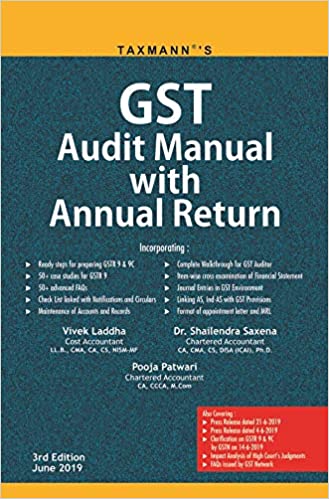 TAXMANN®'S
GST
Audit Manual
with
Annual Return
Incorporating :
Ready steps for preparing GSTR 9 & 9C
50+ case studies for GSTR 9
50+ advanced FAQs
Check List linked with Notifications and Circulars
Maintenance of Accounts and Records
Complete Walkthrough for GST Auditor
Item-wise cross examination of Financial Statement
Journal Entries in GST Environment
Linking AS, Ind-AS with GST Provisions
Format of appointment letter and MRL
Vivek Laddha
Cost Accountant
LL.B., CMA, CA, CS, NISM-MF
Dr. Shailendra Saxena
Chartered Accountant
CA, CMA, CS, DISA (ICAI), Ph.D.
Pooja Patwari
Chartered Accountant
CA, CCCA, M.Com
3rd Edition
June 2019
Also Covering :
Press Release dated 21-6-2019
Press Release dated 4-6-2019
Clarification on GSTR 9 & 9C
by GSTN on 14-6-2019
Impact Analysis of High Court's Judgments
FAQs issued by GST Network